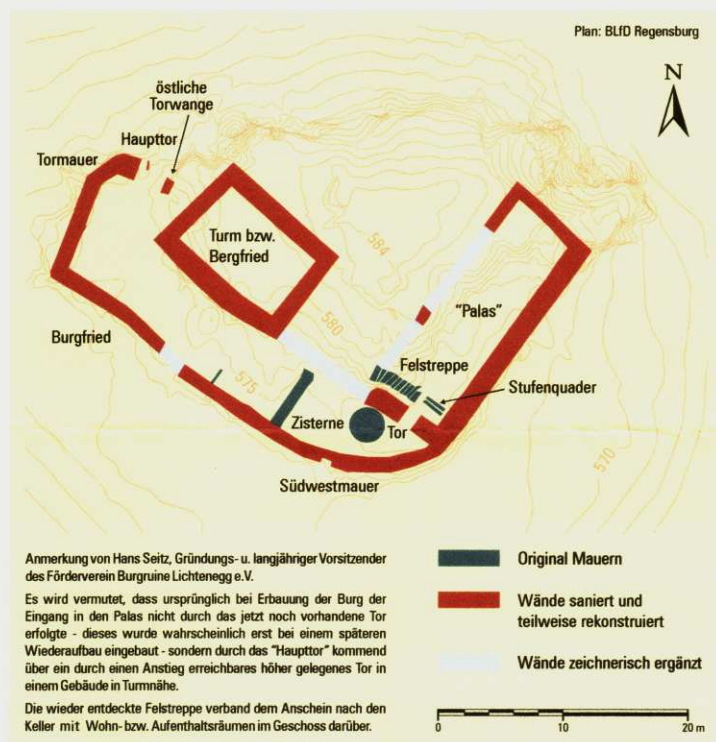 Plan: BLfD Regensburg
N
östliche
Torwange
Haupttor
Tormauer
Turm bzw.
Bergfried
584
"Palas"
580
Burgfried
Felstreppe
575
Stufenquader
Zisterne
Tor
570
Südwestmauer
Anmerkung von Hans Seitz, Gründungs- u. langjähriger Vorsitzender
des Förderverein Burgruine Lichtenegg e.V.
Es wird vermutet, dass ursprünglich bei Erbauung der Burg der
Eingang in den Palas nicht durch das jetzt noch vorhandene Tor
erfolgte - dieses wurde wahrscheinlich erst bei einem späteren
Wiederaufbau eingebaut - sondern durch das "Haupttor" kommend
über ein durch einen Anstieg erreichbares höher gelegenes Tor in
einem Gebäude in Turmnähe.
Die wieder entdeckte Felstreppe verband dem Anschein nach den
Keller mit Wohn- bzw. Aufenthaltsräumen im Geschoss darüber.
Original Mauern
Wände saniert und
teilweise rekonstruiert
Wände zeichnerisch ergänzt
0 10 20 m